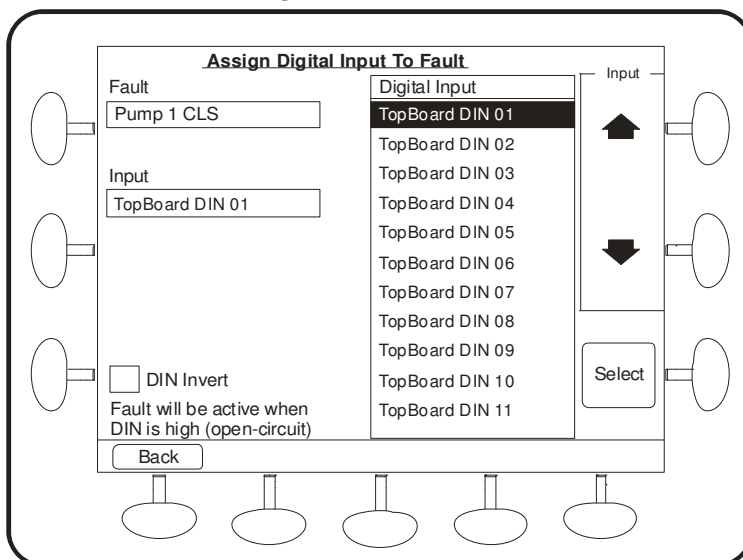 Assign Digital Input To Fault
Fault
Pump 1 CLS
Input
TopBoard DIN 01
DIN Invert
Fault will be active when
DIN is high (open-circuit)
Digital Input
TopBoard DIN 01
TopBoard DIN 02
TopBoard DIN 03
TopBoard DIN 04
TopBoard DIN 05
TopBoard DIN 06
TopBoard DIN 07
TopBoard DIN 08
TopBoard DIN 09
TopBoard DIN 10
TopBoard DIN 11
Input
Select
Back